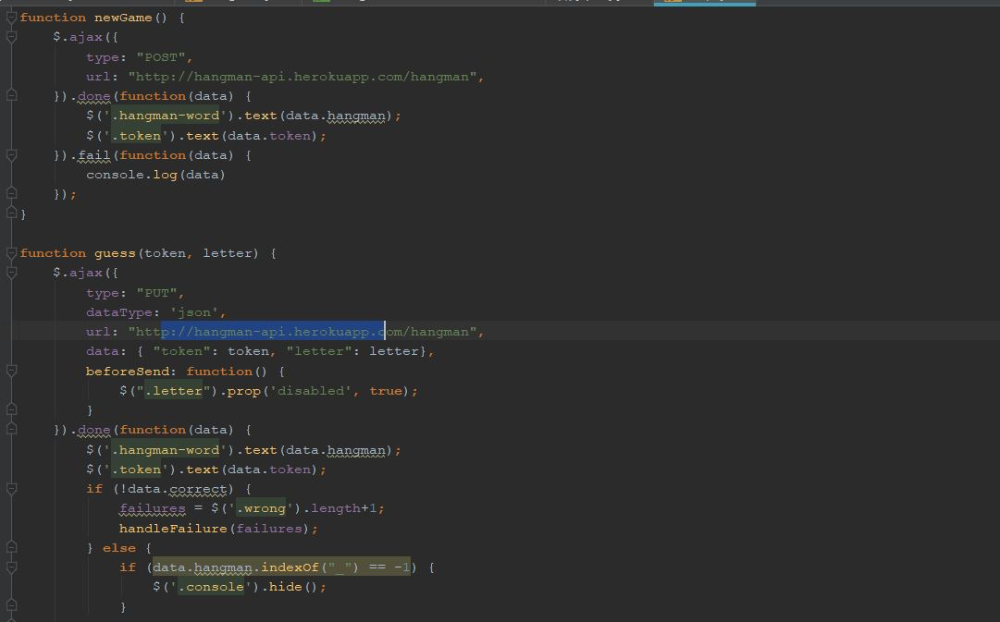 function newGame() {
    $.ajax({
        type: "POST",
        url: "http://hangman-api.herokuapp.com/hangman",
    }).done(function(data) {
        $('.hangman-word').text(data.hangman);
        $('.token').text(data.token);
    }).fail(function(data) {
        console.log(data)
    });
}

function guess(token, letter) {
    $.ajax({
        type: "PUT",
        dataType: 'json',
        url: "http://hangman-api.herokuapp.com/hangman",
        data: { "token": token, "letter": letter},
        beforeSend: function() {
            $(".letter").prop('disabled', true);
        }
    }).done(function(data) {
        $('.hangman-word').text(data.hangman);
        $('.token').text(data.token);
        if (!data.correct) {
            failures = $('.wrong').length+1;
            handleFailure(failures);
        } else {
            if (data.hangman.indexOf("_") == -1) {
                $('.console').hide();
            }